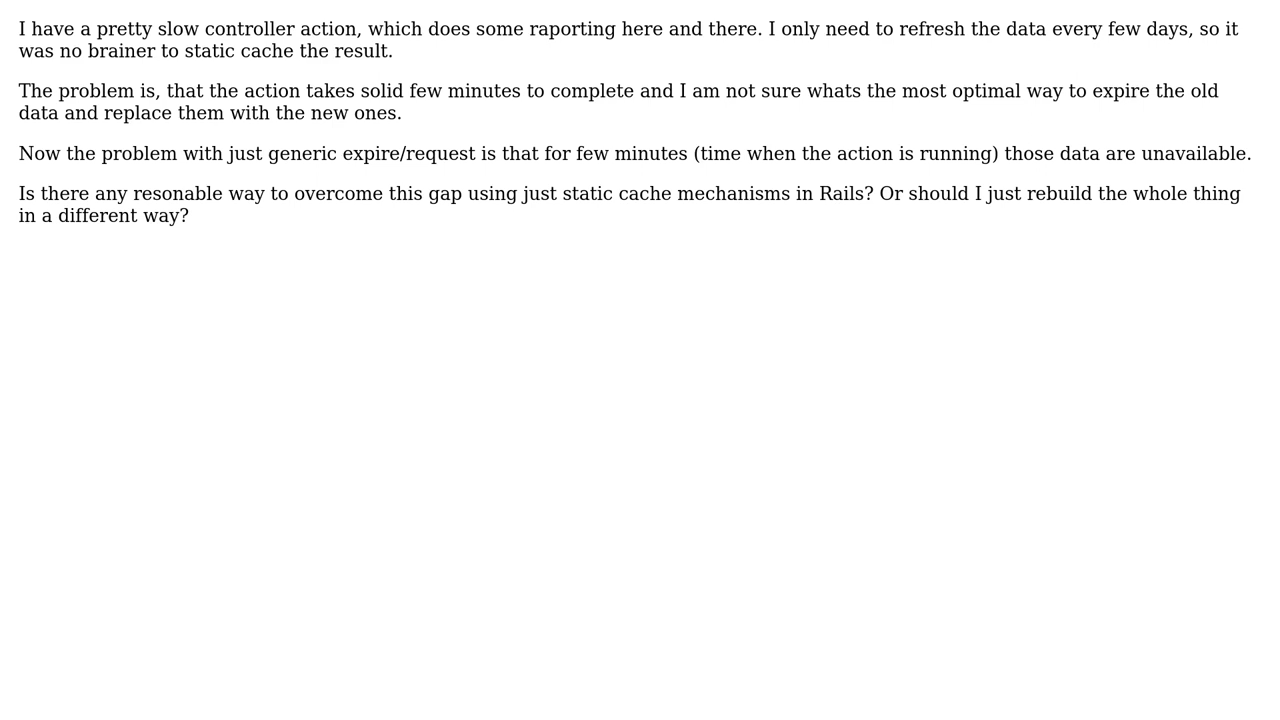 I have a pretty slow controller action, which does some raporting here and there. I only need to refresh the data every few days, so it
was no brainer to static cache the result.
The problem is, that the action takes solid few minutes to complete and I am not sure whats the most optimal way to expire the old
data and replace them with the new ones.
Now the problem with just generic expire/request is that for few minutes (time when the action is running) those data are unavailable.
Is there any resonable way to overcome this gap using just static cache mechanisms in Rails? Or should I just rebuild the whole thing
in a different way?